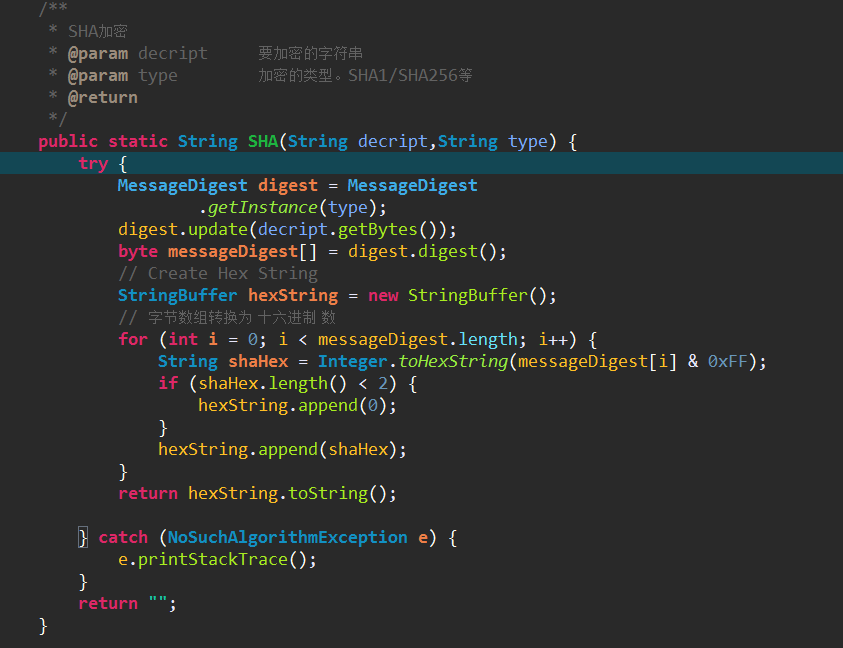 /**
 * SHA加密
 * @param decript     要加密的字符串
 * @param type        加密的类型。SHA1/SHA256等
 * @return
 */
public static String SHA(String decript,String type) {
    try {
        MessageDigest digest = MessageDigest
                .getInstance(type);
        digest.update(decript.getBytes());
        byte messageDigest[] = digest.digest();
        // Create Hex String
        StringBuffer hexString = new StringBuffer();
        // 字节数组转换为 十六进制 数
        for (int i = 0; i < messageDigest.length; i++) {
            String shaHex = Integer.toHexString(messageDigest[i] & 0xFF);
            if (shaHex.length() < 2) {
                hexString.append(0);
            }
            hexString.append(shaHex);
        }
        return hexString.toString();

    } catch (NoSuchAlgorithmException e) {
        e.printStackTrace();
    }
    return "";
}